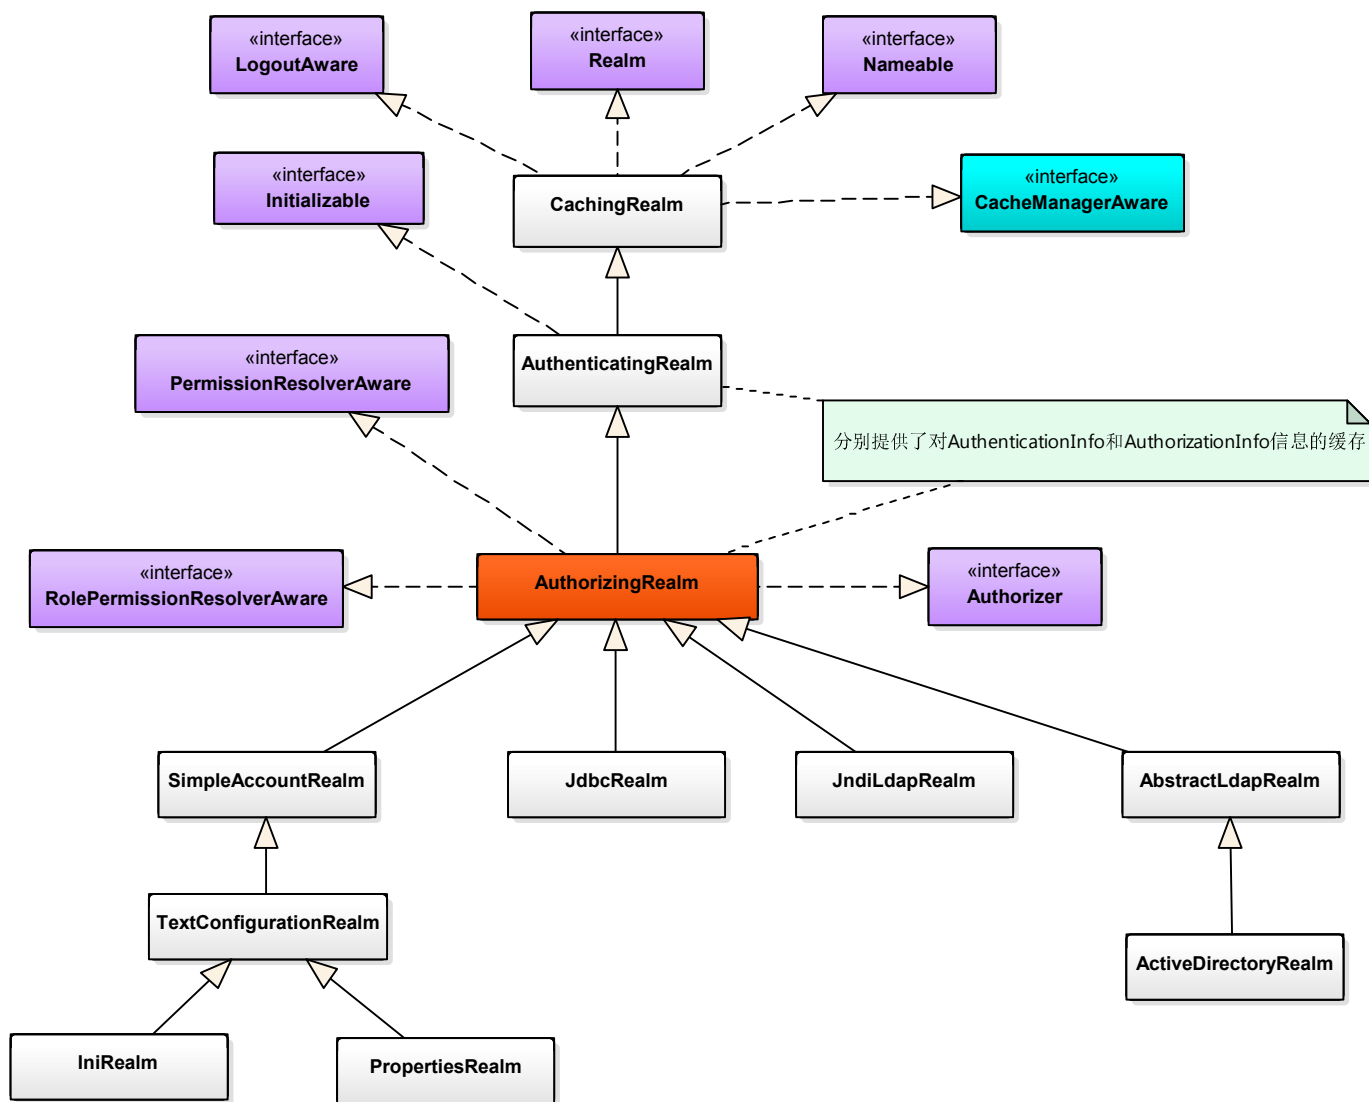 «interface»
LogoutAware
«interface»
Realm
«interface»
Nameable
«interface»
Initializable
CachingRealm
«interface»
CacheManagerAware
«interface»
PermissionResolverAware
AuthenticatingRealm
分别提供了对AuthenticationInfo和AuthorizationInfo信息的缓存
«interface»
RolePermissionResolverAware
AuthorizingRealm
«interface»
Authorizer
SimpleAccountRealm
JdbcRealm
JndiLdapRealm
AbstractLdapRealm
TextConfigurationRealm
ActiveDirectoryRealm
IniRealm
PropertiesRealm